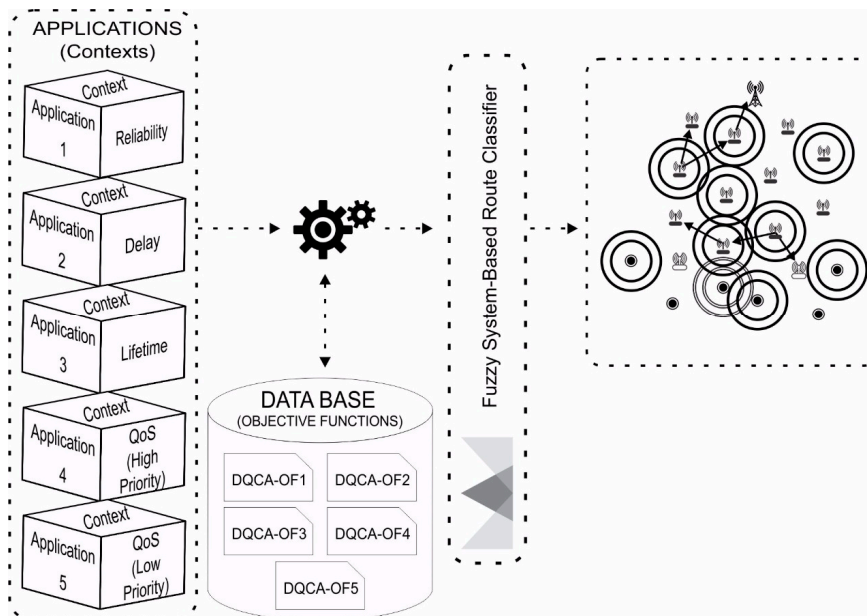 APPLICATIONS
(Contexts)
Context
Application
1
Reliability
Context
Application
2
Delay
Context
Application
3
Lifetime
Context
Application
4
QoS
(High
Priority)
Context
Application
5
QoS
(Low
Priority)
DATA BASE
(OBJECTIVE FUNCTIONS)
DQCA-OF1
DQCA-OF2
DQCA-OF3
DQCA-OF4
DQCA-OF5
Fuzzy System-Based Route Classifier